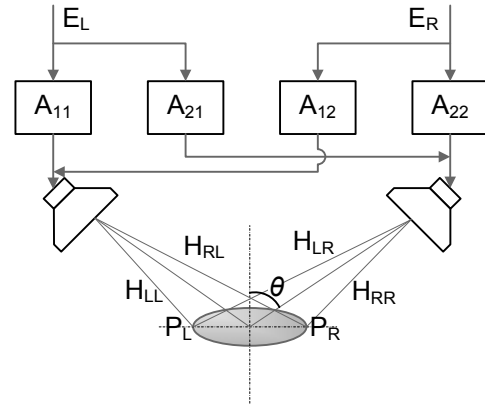 E_L E_R
A_11 A_21 A_12 A_22
H_RL H_LR
θ
H_LL H_RR
P_L P_R